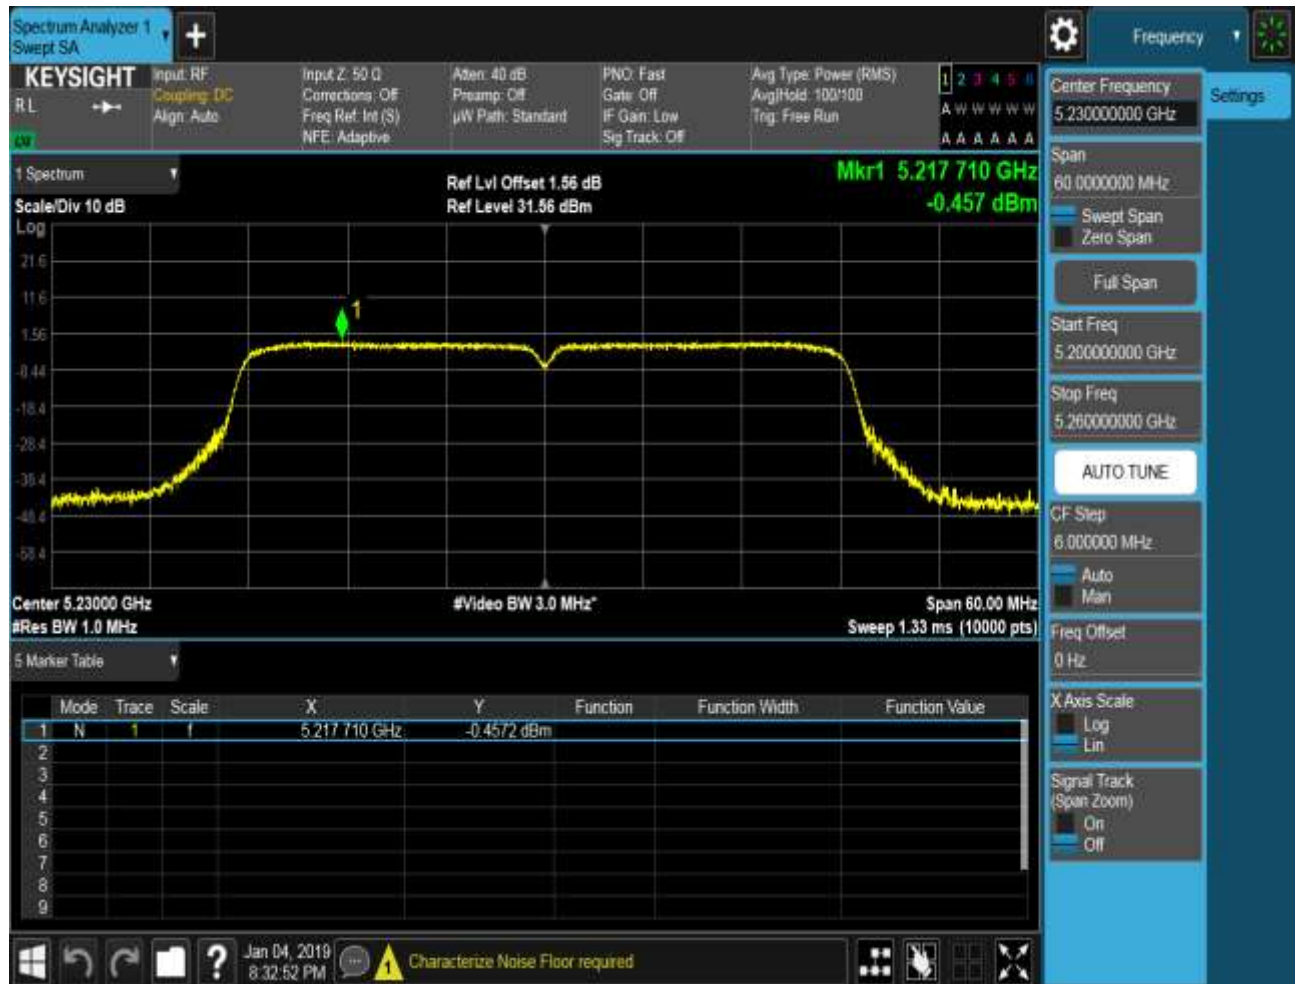 Spectrum Analyzer 1
Swept SA
Frequency
KEYSIGHT
RL
Input: RF
Coupling: DC
Align: Auto
Input Z: 50 Ω
Corrections: Off
Freq Ref: Int (S)
NFE: Adaptive
Atten: 40 dB
Preamp: Off
µW Path: Standard
PNO: Fast
Gate: Off
IF Gain: Low
Sig Track: Off
Avg Type: Power (RMS)
Avg|Hold: 100/100
Trig: Free Run
1 2 3 4 5 6
A W W W W W
A A A A A A
1 Spectrum
Scale/Div 10 dB
Log
Ref Lvl Offset 1.56 dB
Ref Level 31.56 dBm
Mkr1 5.217 710 GHz
-0.457 dBm
21.6
11.6
1.56
-8.44
-18.4
-28.4
-38.4
-48.4
-58.4
1
Center 5.23000 GHz
#Res BW 1.0 MHz
#Video BW 3.0 MHz*
Span 60.00 MHz
Sweep 1.33 ms (10000 pts)
5 Marker Table
Mode Trace Scale X Y Function Function Width Function Value
1 N 1 f 5.217 710 GHz -0.4572 dBm
2
3
4
5
6
7
8
9
Jan 04, 2019
8:32:52 PM
Characterize Noise Floor required
Center Frequency
5.230000000 GHz
Settings
Span
60.0000000 MHz
Swept Span
Zero Span
Full Span
Start Freq
5.200000000 GHz
Stop Freq
5.260000000 GHz
AUTO TUNE
CF Step
6.000000 MHz
Auto
Man
Freq Offset
0 Hz
X Axis Scale
Log
Lin
Signal Track
(Span Zoom)
On
Off